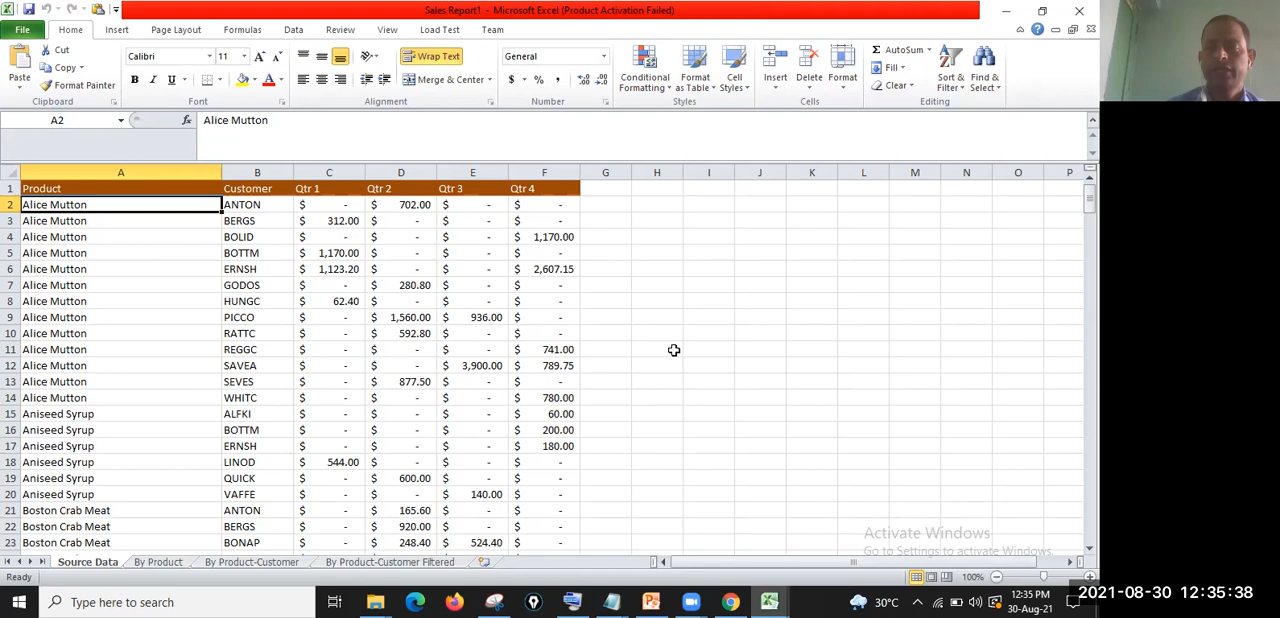 Sales Report1 - Microsoft Excel (Product Activation Failed)
File Home Insert Page Layout Formulas Data Review View Load Test Team
Paste Cut Copy Format Painter Clipboard
Calibri 11 B I U A A A Font
Wrap Text Merge & Center Alignment
General $ % , Number
Conditional Formatting Format as Table Cell Styles Styles
Insert Delete Format Cells
Σ AutoSum Fill Clear Sort & Filter Find & Select Editing
A2 fx Alice Mutton
A B C D E F G H I J K L M N O P
1 Product Customer Qtr 1 Qtr 2 Qtr 3 Qtr 4
2 Alice Mutton ANTON $ - $ 702.00 $ - $ -
3 Alice Mutton BERGS $ 312.00 $ - $ - $ -
4 Alice Mutton BOLID $ - $ - $ - $ 1,170.00
5 Alice Mutton BOTTM $ 1,170.00 $ - $ - $ -
6 Alice Mutton ERNSH $ 1,123.20 $ - $ - $ 2,607.15
7 Alice Mutton GODOS $ - $ 280.80 $ - $ -
8 Alice Mutton HUNGC $ 62.40 $ - $ - $ -
9 Alice Mutton PICCO $ - $ 1,560.00 $ 936.00 $ -
10 Alice Mutton RATTC $ - $ 592.80 $ - $ -
11 Alice Mutton REGGC $ - $ - $ - $ 741.00
12 Alice Mutton SAVEA $ - $ - $ 3,900.00 $ 789.75
13 Alice Mutton SEVES $ - $ 877.50 $ - $ -
14 Alice Mutton WHITC $ - $ - $ - $ 780.00
15 Aniseed Syrup ALFKI $ - $ - $ - $ 60.00
16 Aniseed Syrup BOTTM $ - $ - $ - $ 200.00
17 Aniseed Syrup ERNSH $ - $ - $ - $ 180.00
18 Aniseed Syrup LINOD $ 544.00 $ - $ - $ -
19 Aniseed Syrup QUICK $ - $ 600.00 $ - $ -
20 Aniseed Syrup VAFFE $ - $ - $ 140.00 $ -
21 Boston Crab Meat ANTON $ - $ 165.60 $ - $ -
22 Boston Crab Meat BERGS $ - $ 920.00 $ - $ -
23 Boston Crab Meat BONAP $ - $ 248.40 $ 524.40 $ -
Activate Windows
Go to Settings to activate Windows.
Source Data By Product By Product-Customer By Product-Customer Filtered
Ready 100%
Type here to search 30°C 12:35 PM
30-Aug-21
2021-08-30 12:35:38